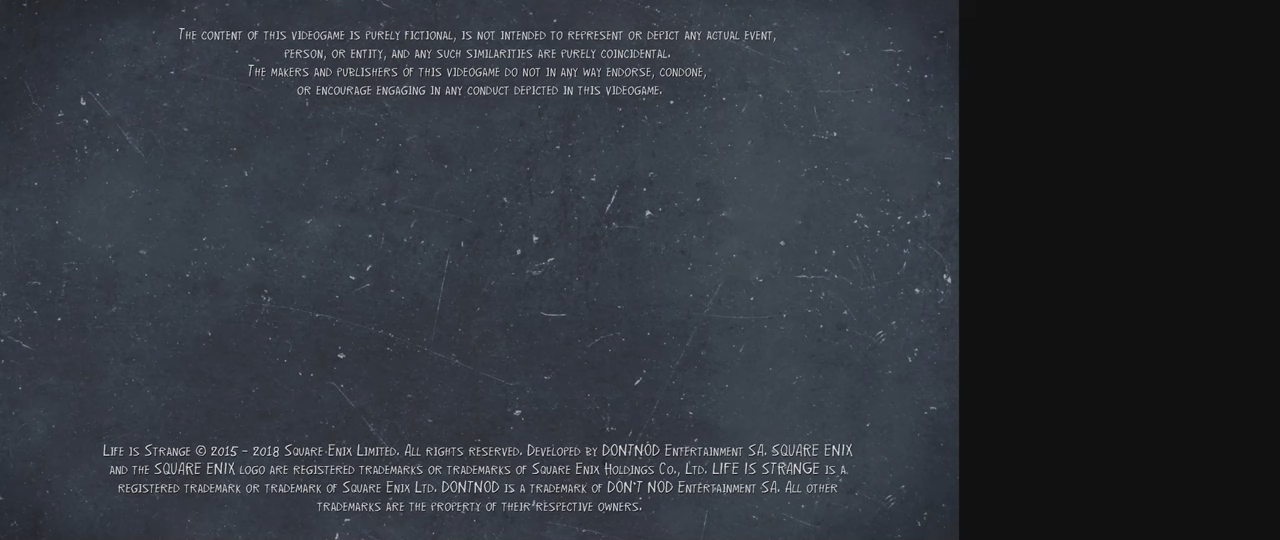 The content of this videogame is purely fictional, is not intended to represent or depict any actual event,
person, or entity, and any such similarities are purely coincidental.
The makers and publishers of this videogame do not in any way endorse, condone,
or encourage engaging in any conduct depicted in this videogame.
Life is Strange © 2015 - 2018 Square Enix Limited. All rights reserved. Developed by DONTNOD Entertainment SA. SQUARE ENIX
and the SQUARE ENIX logo are registered trademarks or trademarks of Square Enix Holdings Co., Ltd. LIFE IS STRANGE is a
registered trademark or trademark of Square Enix Ltd. DONTNOD is a trademark of DON'T NOD Entertainment SA. All other
trademarks are the property of their respective owners.